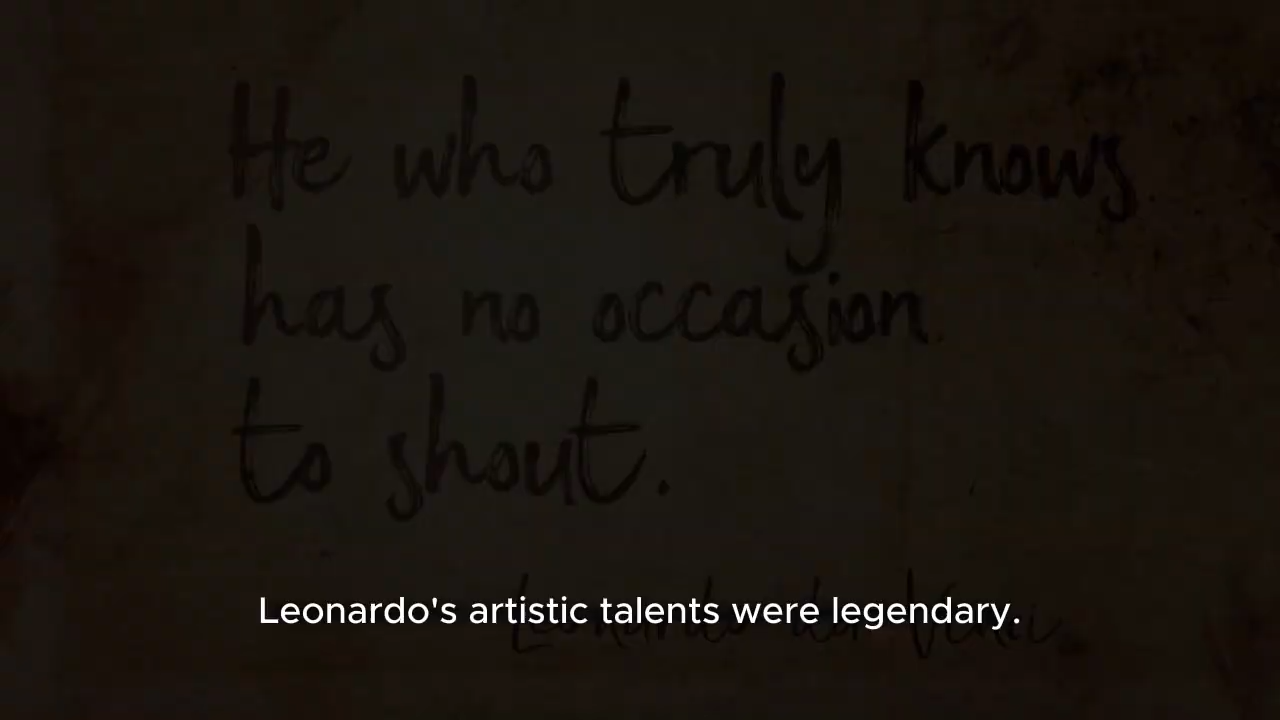 He who truly knows
has no occasion
to shout.
Leonardo da Vinci
Leonardo's artistic talents were legendary.